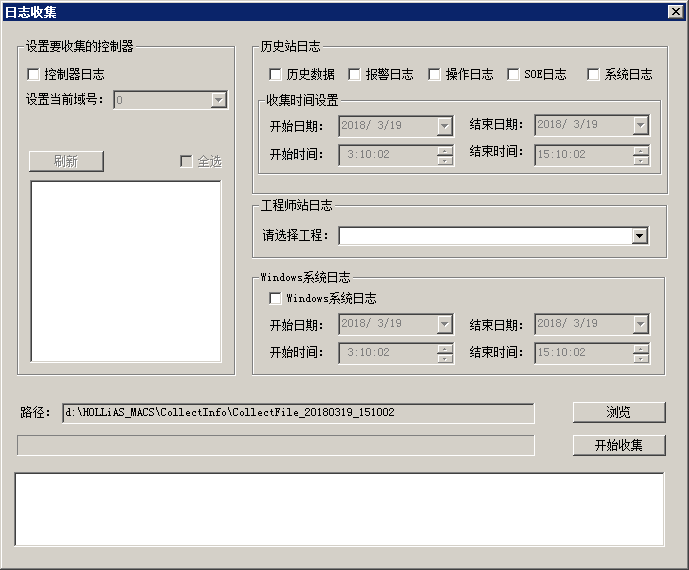 日志收集
设置要收集的控制器
控制器日志
设置当前域号： 0
刷新 全选
历史站日志
历史数据 报警日志 操作日志 SOE日志 系统日志
收集时间设置
开始日期： 2018/ 3/19 结束日期： 2018/ 3/19
开始时间： 3:10:02 结束时间： 15:10:02
工程师站日志
请选择工程：
Windows系统日志
Windows系统日志
开始日期： 2018/ 3/19 结束日期： 2018/ 3/19
开始时间： 3:10:02 结束时间： 15:10:02
路径： d:\HOLLiAS_MACS\CollectInfo\CollectFile_20180319_151002 浏览
开始收集